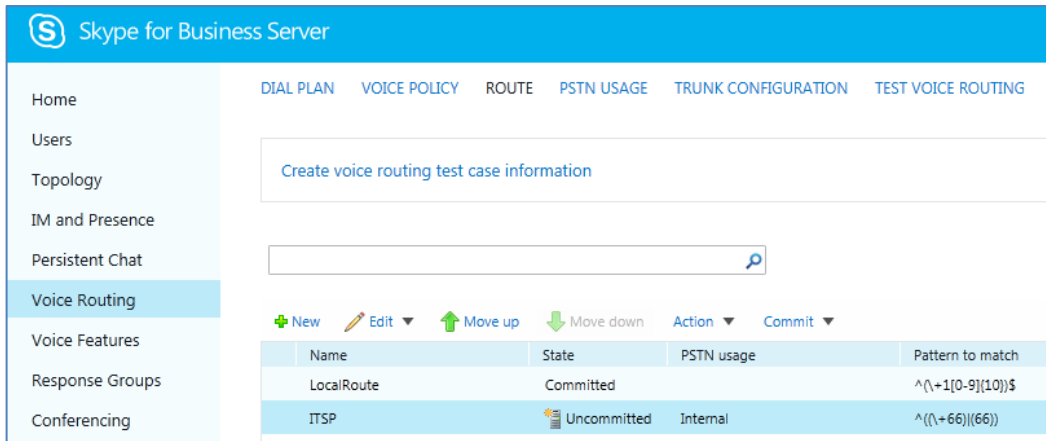 S Skype for Business Server
Home
Users
Topology
IM and Presence
Persistent Chat
Voice Routing
Voice Features
Response Groups
Conferencing
DIAL PLAN VOICE POLICY ROUTE PSTN USAGE TRUNK CONFIGURATION TEST VOICE ROUTING
Create voice routing test case information
New Edit Move up Move down Action Commit
Name State PSTN usage Pattern to match
LocalRoute Committed ^(\+1[0-9]{10})$
ITSP Uncommitted Internal ^((\+66)|(66))